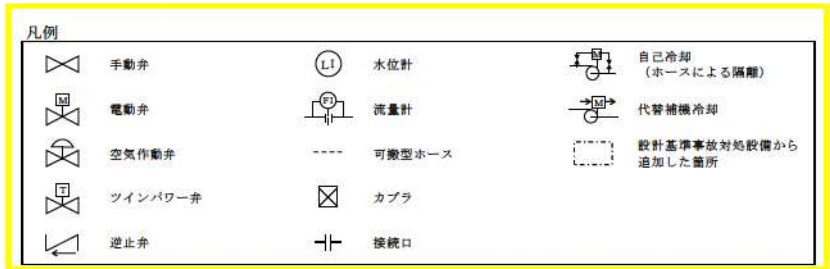 凡例
手動弁
電動弁
空気作動弁
ツインパワー弁
逆止弁
水位計
流量計
可搬型ホース
カプラ
接続口
自己冷却
(ホースによる隔離)
代替補機冷却
設計基準事故対処設備から
追加した箇所
M
T
LI
FI
M
M